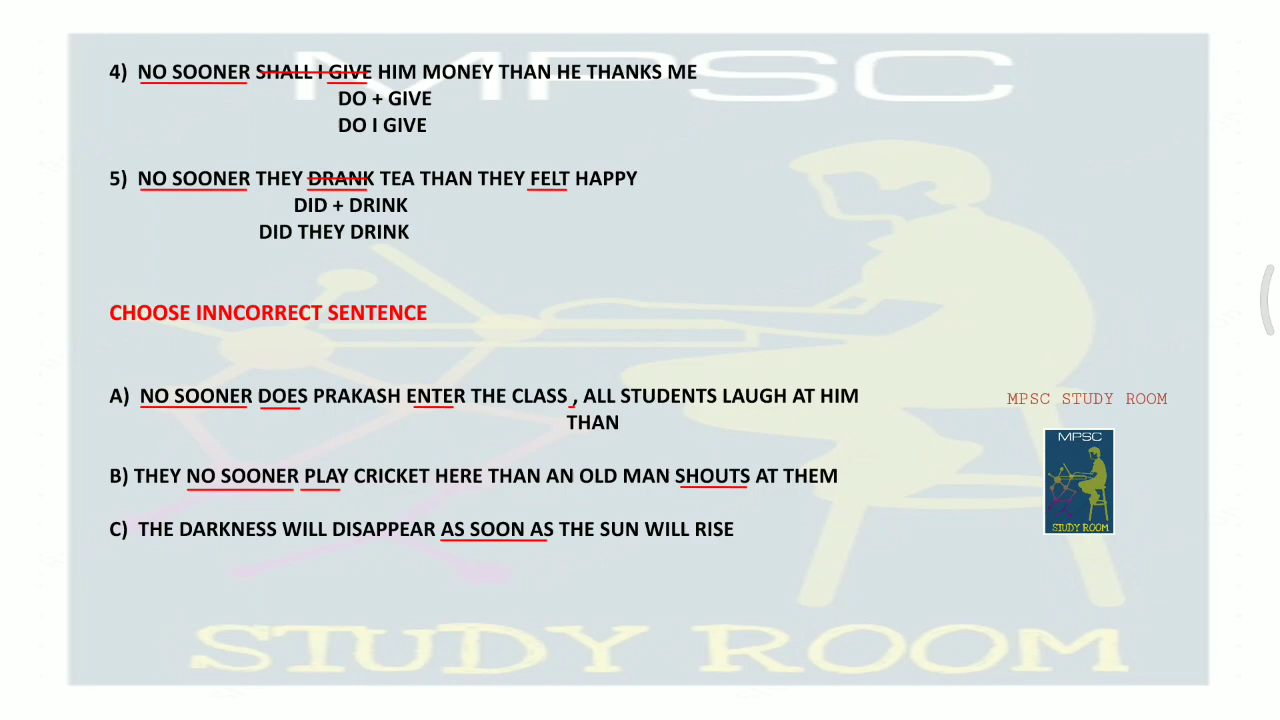 MPSC
4) NO SOONER SHALL I GIVE HIM MONEY THAN HE THANKS ME
DO + GIVE
DO I GIVE
5) NO SOONER THEY DRANK TEA THAN THEY FELT HAPPY
DID + DRINK
DID THEY DRINK
CHOOSE INNCORRECT SENTENCE
A) NO SOONER DOES PRAKASH ENTER THE CLASS , ALL STUDENTS LAUGH AT HIM
THAN
B) THEY NO SOONER PLAY CRICKET HERE THAN AN OLD MAN SHOUTS AT THEM
C) THE DARKNESS WILL DISAPPEAR AS SOON AS THE SUN WILL RISE
MPSC STUDY ROOM
MPSC
STUDY ROOM
STUDY ROOM